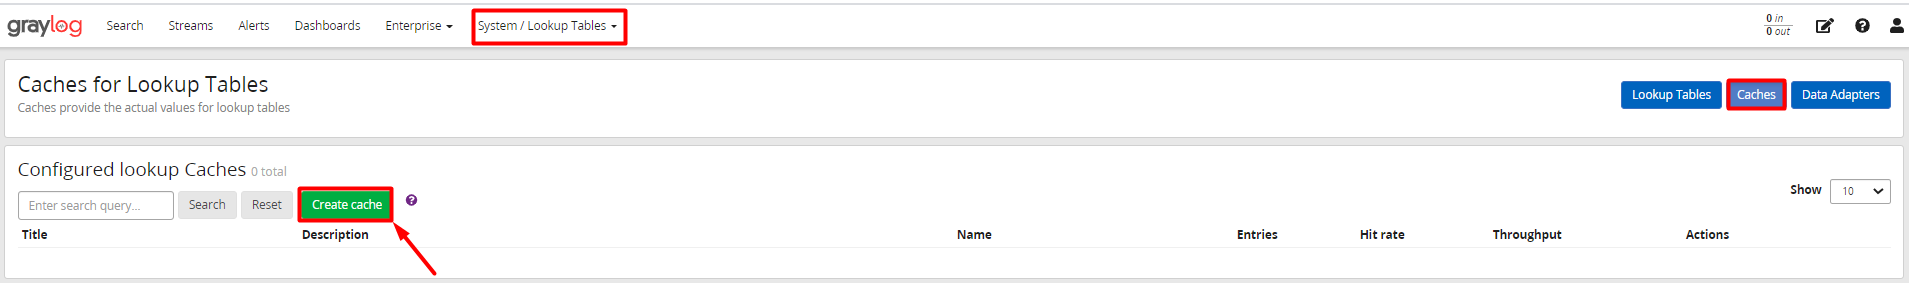 graylog Search Streams Alerts Dashboards Enterprise System / Lookup Tables 0 in
0 out
Caches for Lookup Tables
Caches provide the actual values for lookup tables
Lookup Tables Caches Data Adapters
Configured lookup Caches 0 total
Enter search query... Search Reset Create cache ? Show 10
Title Description Name Entries Hit rate Throughput Actions